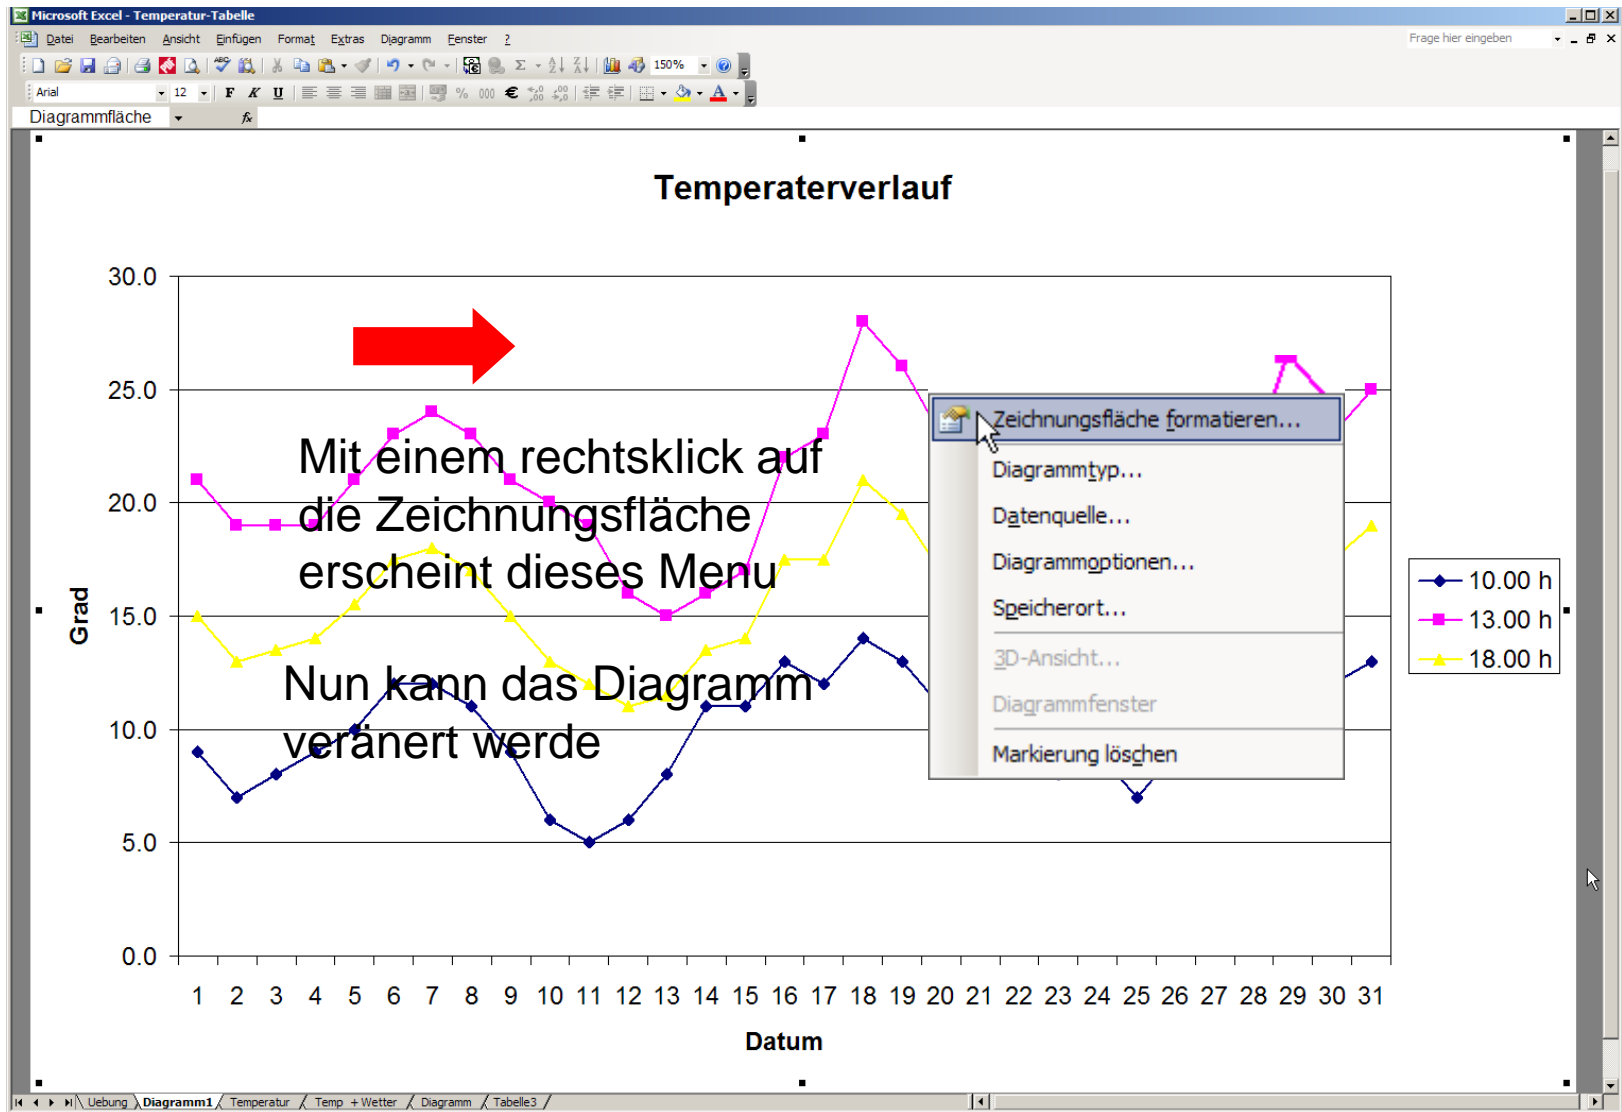 Microsoft Excel - Temperatur-Tabelle
Datei Bearbeiten Ansicht Einfügen Format Extras Diagramm Fenster ?
Frage hier eingeben
150%
Arial 12 F K U % 000 €
Diagrammfläche fx
Temperaterverlauf
30.0
25.0
20.0
15.0
10.0
5.0
0.0
Grad
Mit einem rechtsklick auf
die Zeichnungsfläche
erscheint dieses Menu
Nun kann das Diagramm
veränert werde
Zeichnungsfläche formatieren...
Diagrammtyp...
Datenquelle...
Diagrammoptionen...
Speicherort...
3D-Ansicht...
Diagrammfenster
Markierung löschen
10.00 h
13.00 h
18.00 h
1 2 3 4 5 6 7 8 9 10 11 12 13 14 15 16 17 18 19 20 21 22 23 24 25 26 27 28 29 30 31
Datum
Uebung Diagramm1 Temperatur Temp + Wetter Diagramm Tabelle3